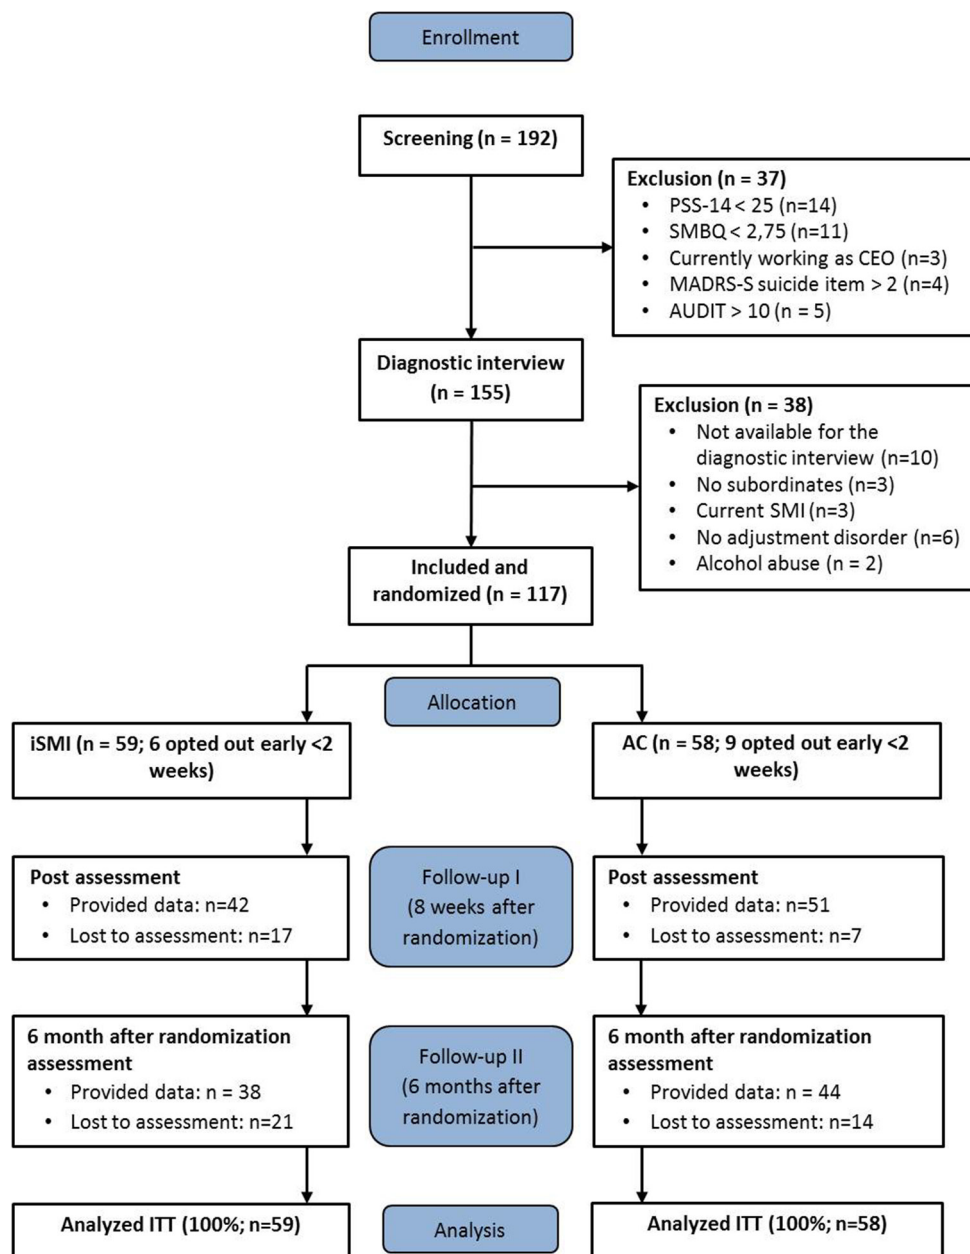 Enrollment
Screening (n = 192)
Exclusion (n = 37)
• PSS-14 < 25 (n=14)
• SMBQ < 2,75 (n=11)
• Currently working as CEO (n=3)
• MADRS-S suicide item > 2 (n=4)
• AUDIT > 10 (n = 5)
Diagnostic interview
(n = 155)
Exclusion (n = 38)
• Not available for the
diagnostic interview (n=10)
• No subordinates (n=3)
• Current SMI (n=3)
• No adjustment disorder (n=6)
• Alcohol abuse (n = 2)
Included and
randomized (n = 117)
Allocation
iSMI (n = 59; 6 opted out early <2
weeks)
AC (n = 58; 9 opted out early <2
weeks)
Post assessment
• Provided data: n=42
• Lost to assessment: n=17
Follow-up I
(8 weeks after
randomization)
Post assessment
• Provided data: n=51
• Lost to assessment: n=7
6 month after randomization
assessment
• Provided data: n = 38
• Lost to assessment: n=21
Follow-up II
(6 months after
randomization)
6 month after randomization
assessment
• Provided data: n = 44
• Lost to assessment: n=14
Analyzed ITT (100%; n=59)
Analysis
Analyzed ITT (100%; n=58)